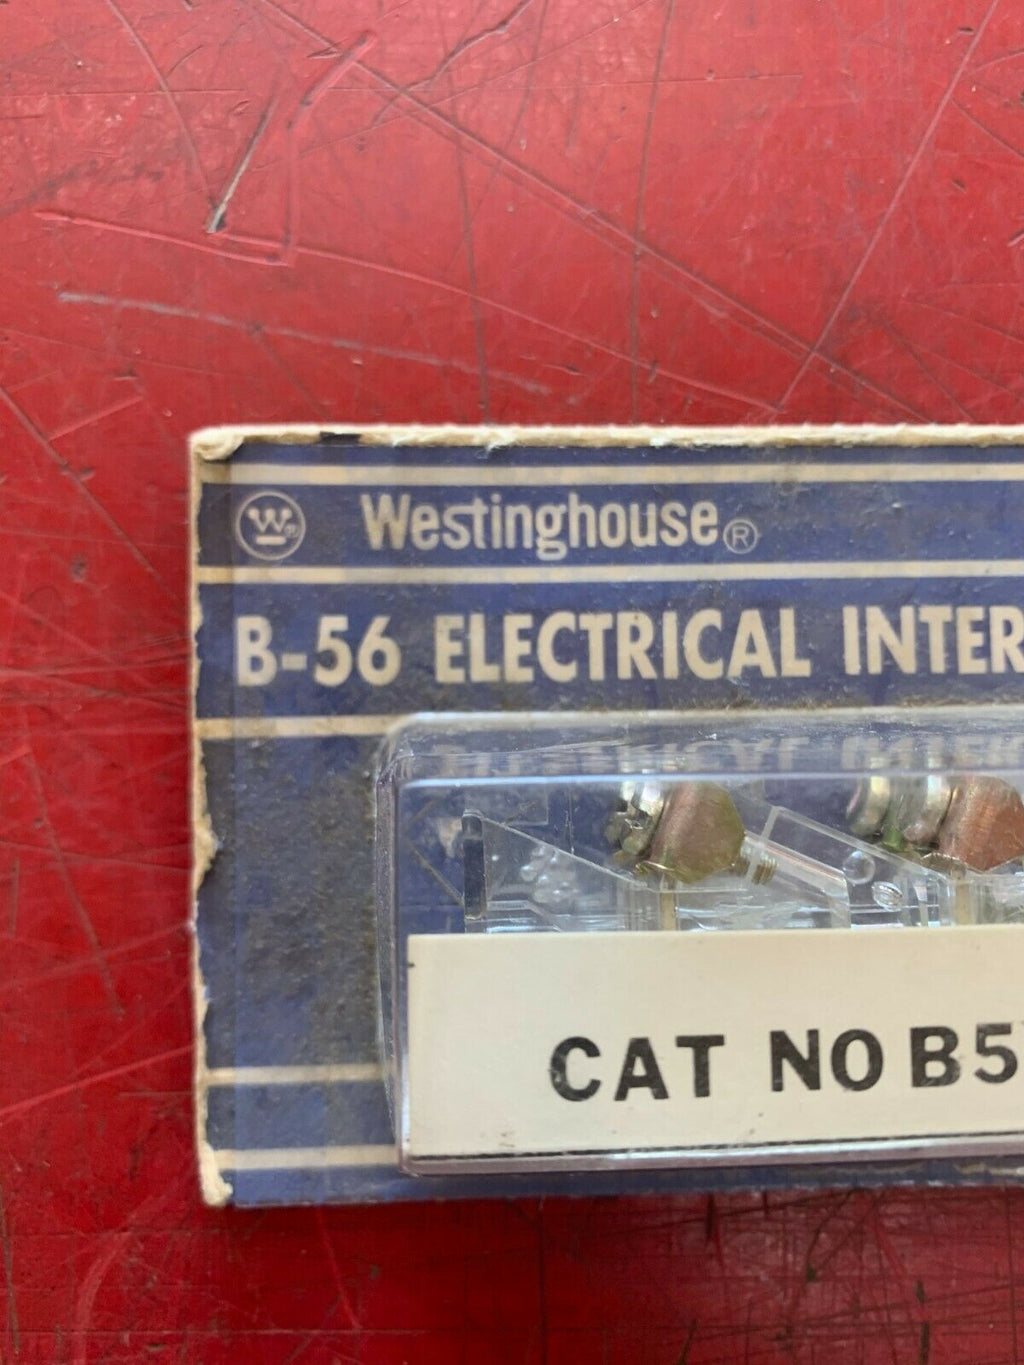 W
Westinghouse®
B-56 ELECTRICAL INTER
CAT NO B5